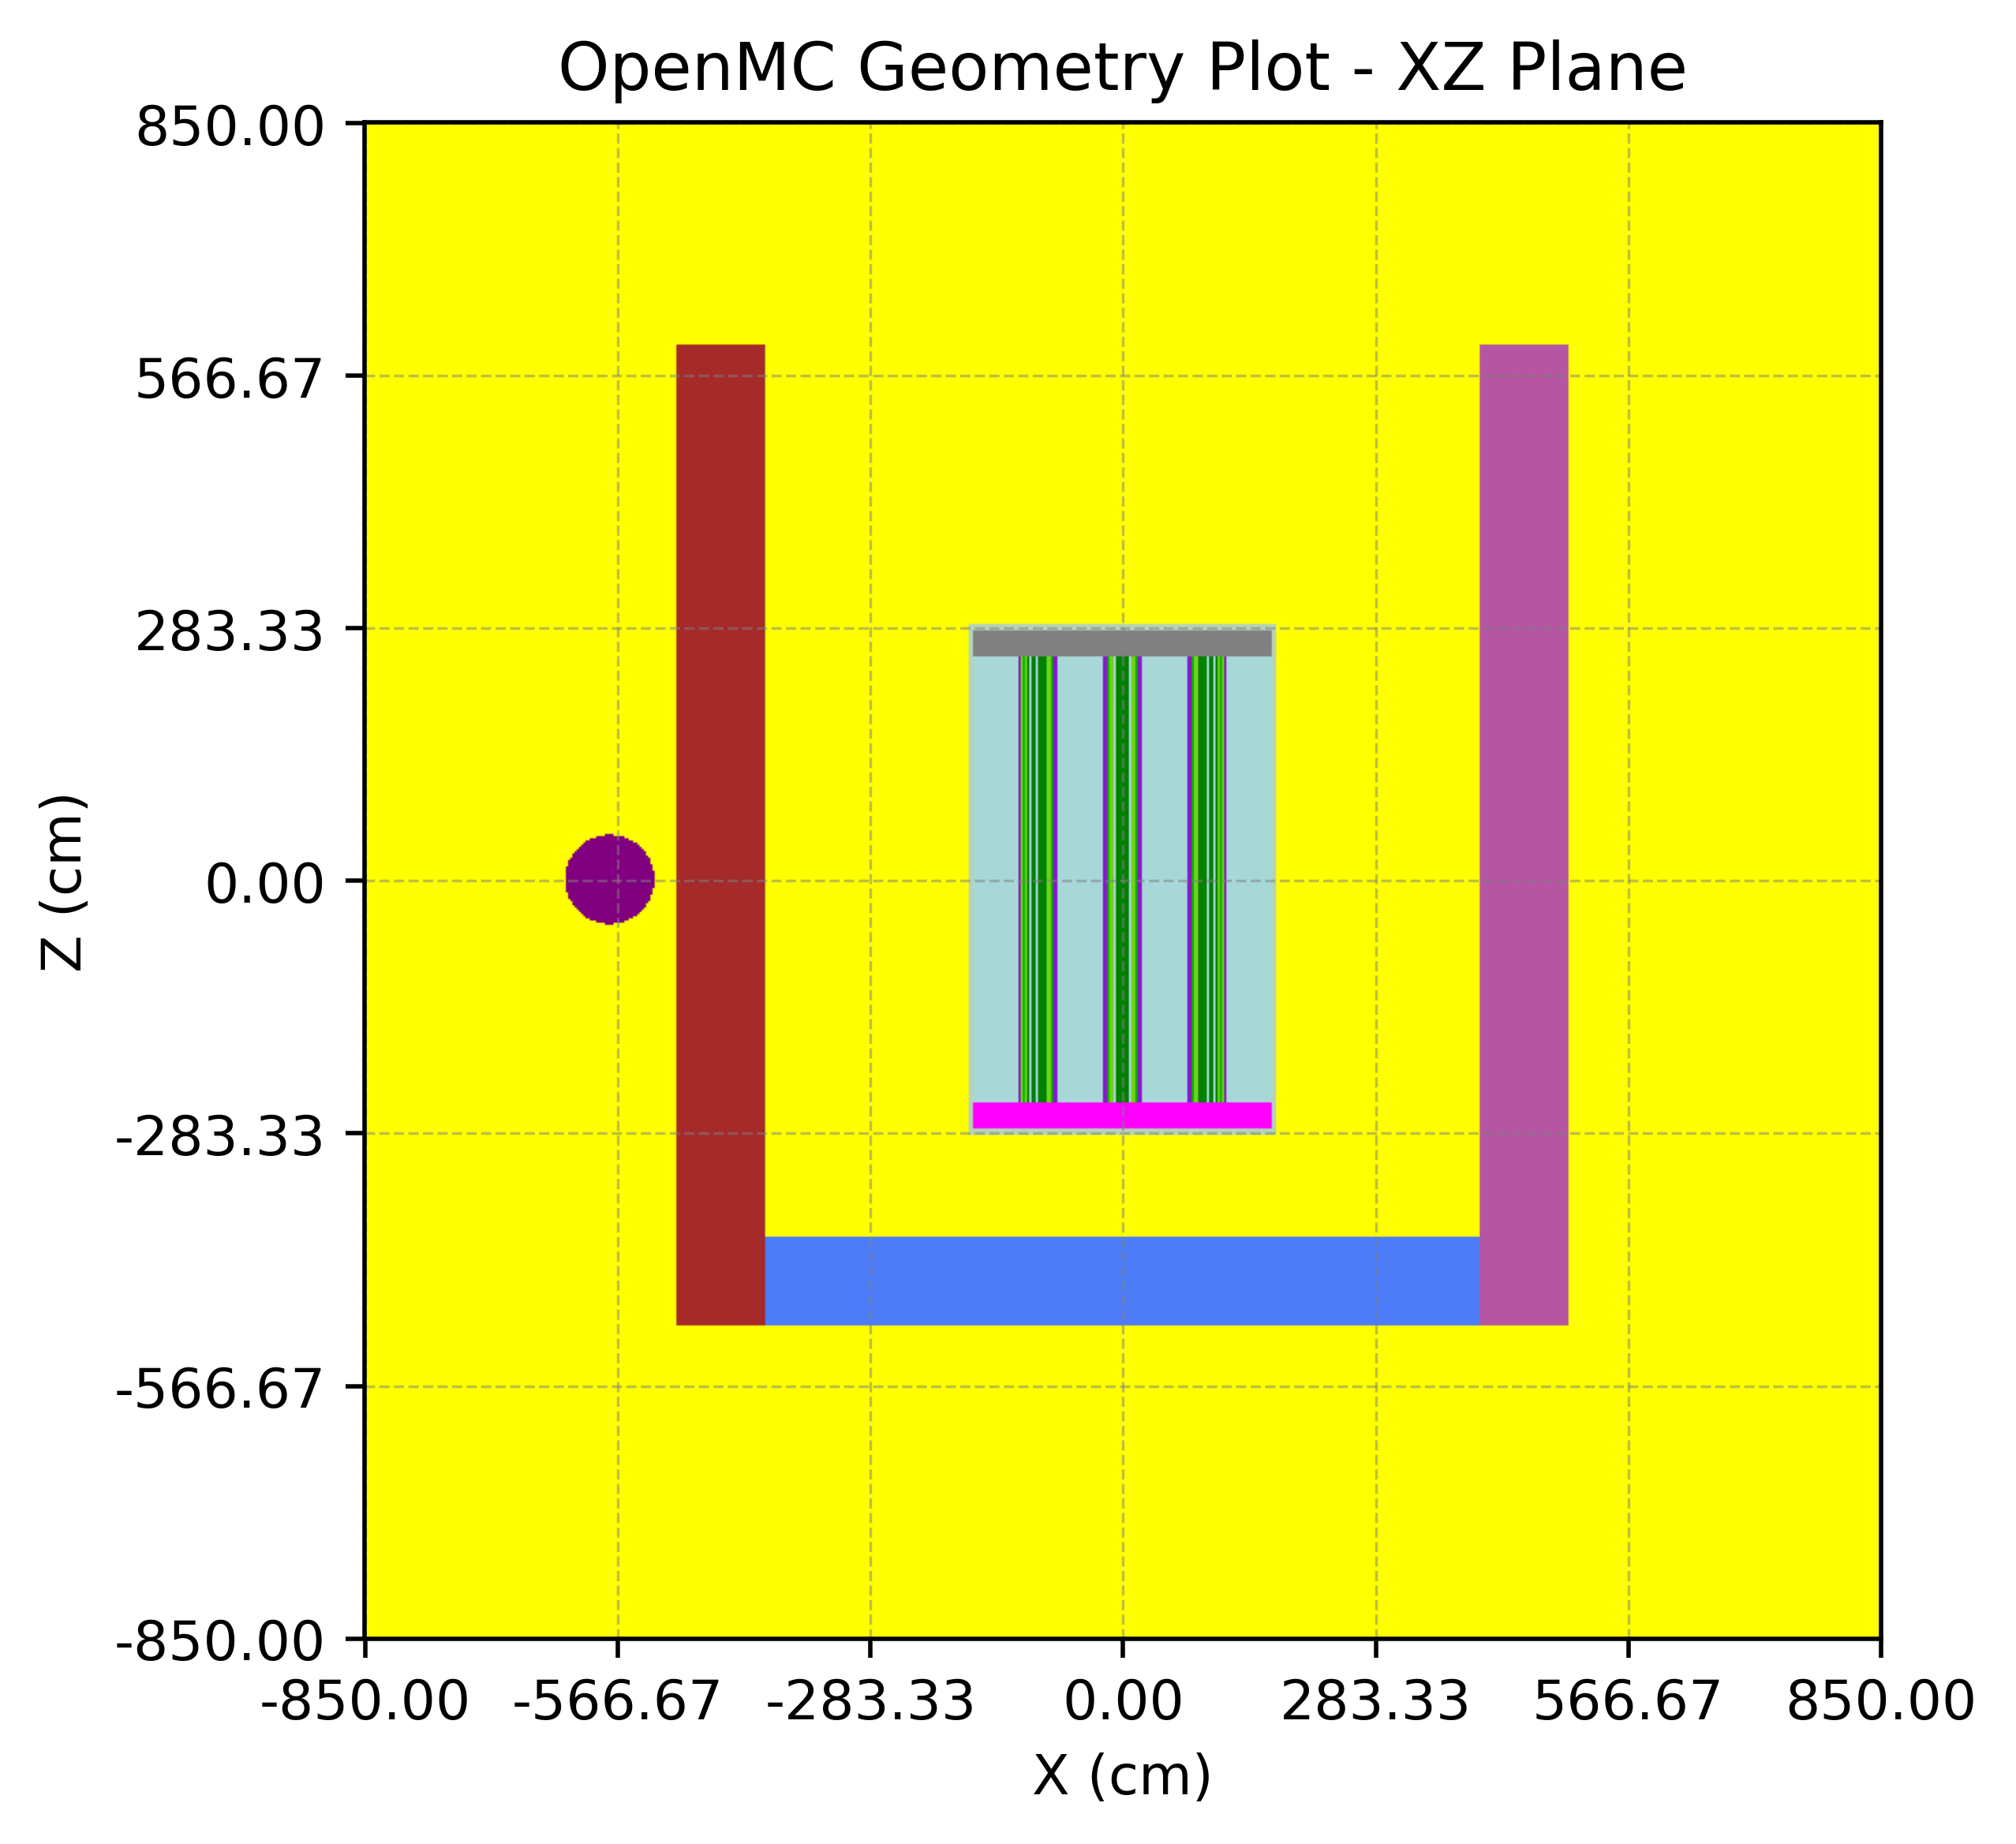 OpenMC Geometry Plot - XZ Plane
850.00
566.67
283.33
0.00
-283.33
-566.67
-850.00
Z (cm)
-850.00 -566.67 -283.33 0.00 283.33 566.67 850.00
X (cm)